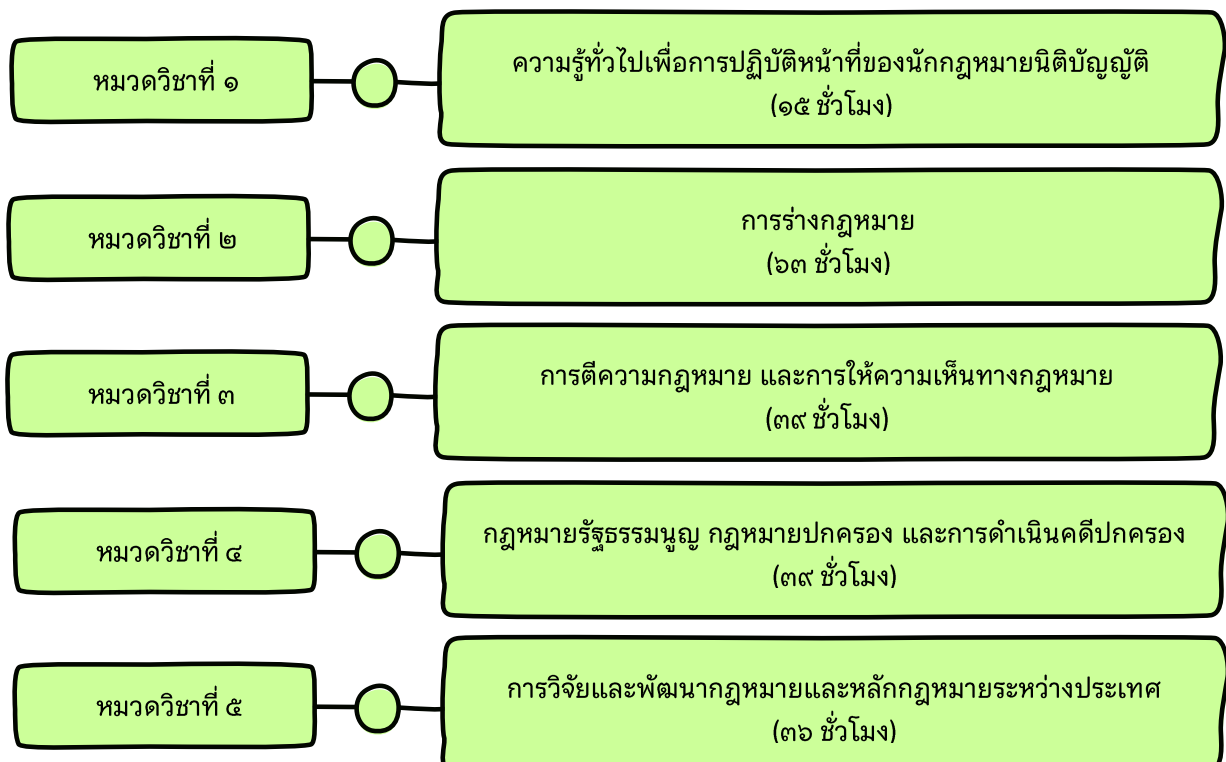 หมวดวิชาที่ ๑
ความรู้ทั่วไปเพื่อการปฏิบัติหน้าที่ของนักกฎหมายนิติบัญญัติ
(๑๕ ชั่วโมง)
หมวดวิชาที่ ๒
การร่างกฎหมาย
(๖๓ ชั่วโมง)
หมวดวิชาที่ ๓
การตีความกฎหมาย และการให้ความเห็นทางกฎหมาย
(๓๙ ชั่วโมง)
หมวดวิชาที่ ๔
กฎหมายรัฐธรรมนูญ กฎหมายปกครอง และการดำเนินคดีปกครอง
(๓๙ ชั่วโมง)
หมวดวิชาที่ ๕
การวิจัยและพัฒนากฎหมายและหลักกฎหมายระหว่างประเทศ
(๓๖ ชั่วโมง)